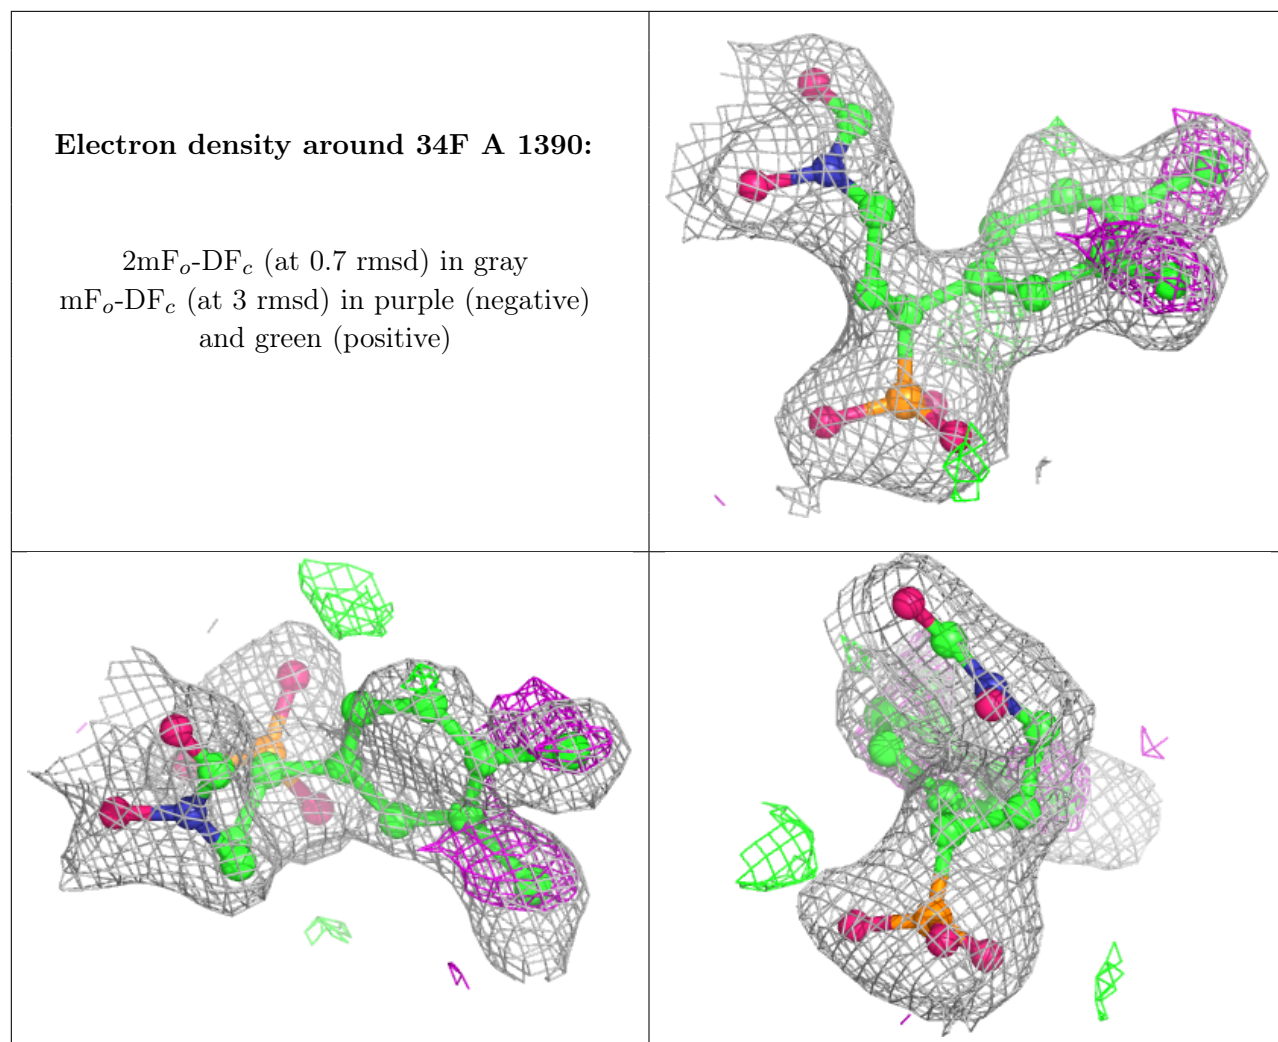 Electron density around 34F A 1390:
2mFo-DFc (at 0.7 rmsd) in gray
mFo-DFc (at 3 rmsd) in purple (negative)
and green (positive)